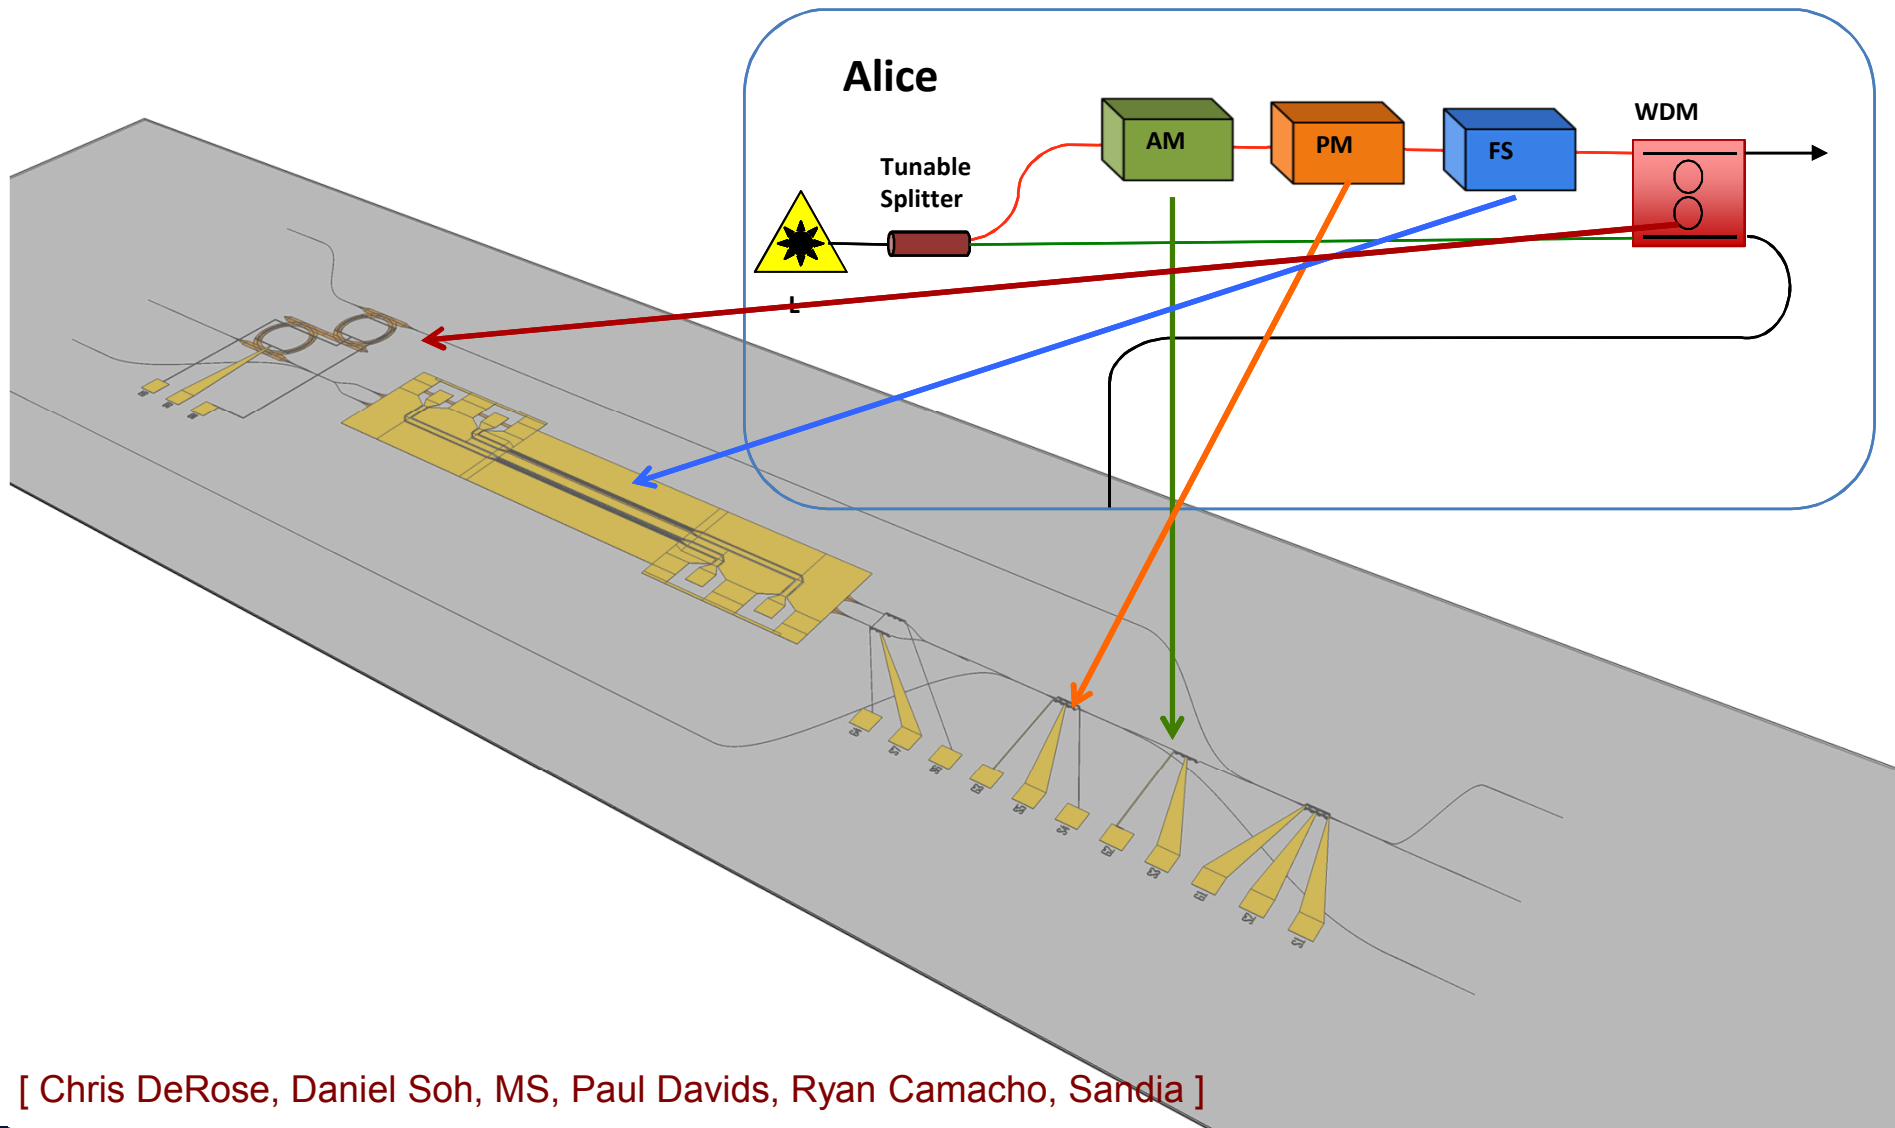 Alice
WDM
AM
PM
FS
Tunable
Splitter
L
[ Chris DeRose, Daniel Soh, MS, Paul Davids, Ryan Camacho, Sandia ]